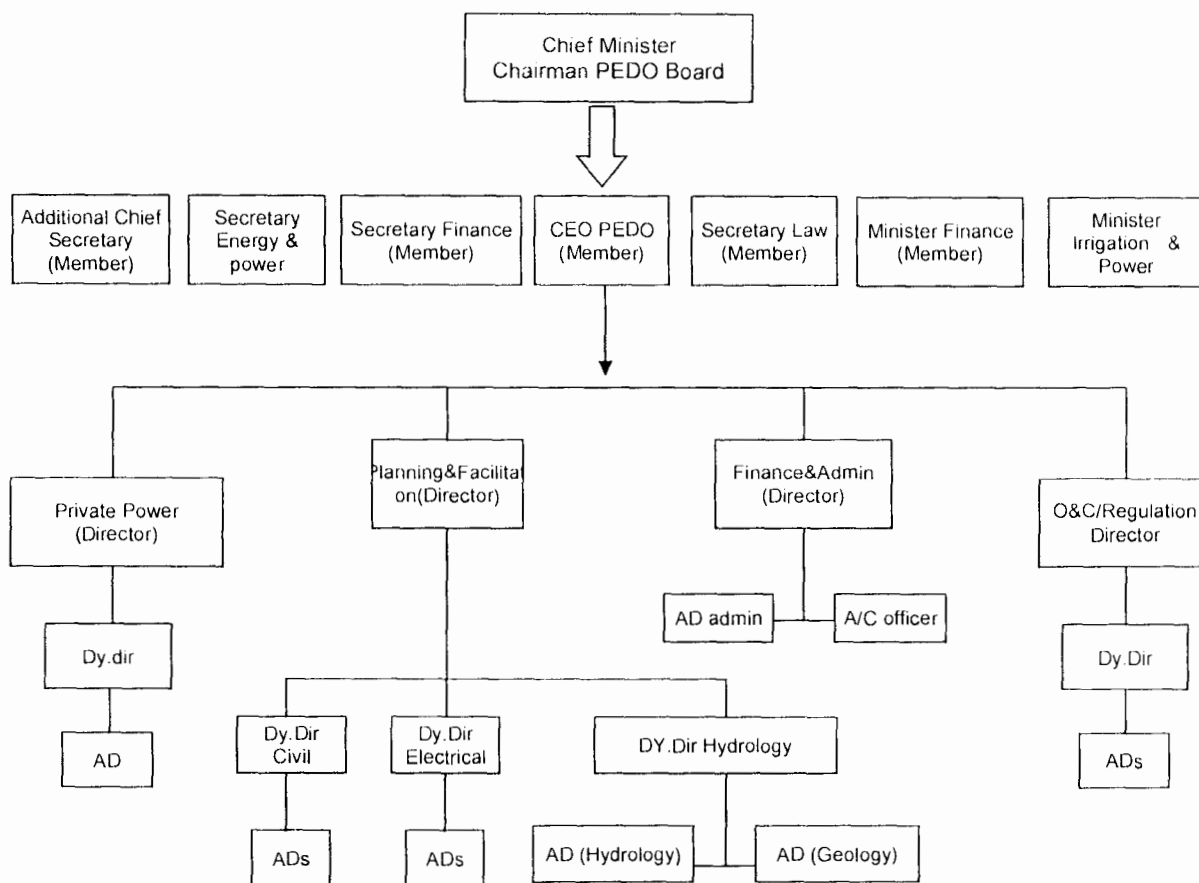 Chief Minister
Chairman PEDO Board
Additional Chief
Secretary
(Member)
Secretary
Energy &
power
Secretary Finance
(Member)
CEO PEDO
(Member)
Secretary Law
(Member)
Minister Finance
(Member)
Minister
Irrigation &
Power
Private Power
(Director)
Planning&Facilitati
on(Director)
Finance&Admin
(Director)
O&C/Regulation
Director
Dy.dir
AD
AD admin
A/C officer
Dy.Dir
ADs
Dy.Dir
Civil
Dy.Dir
Electrical
DY.Dir Hydrology
ADs
ADs
AD (Hydrology)
AD (Geology)